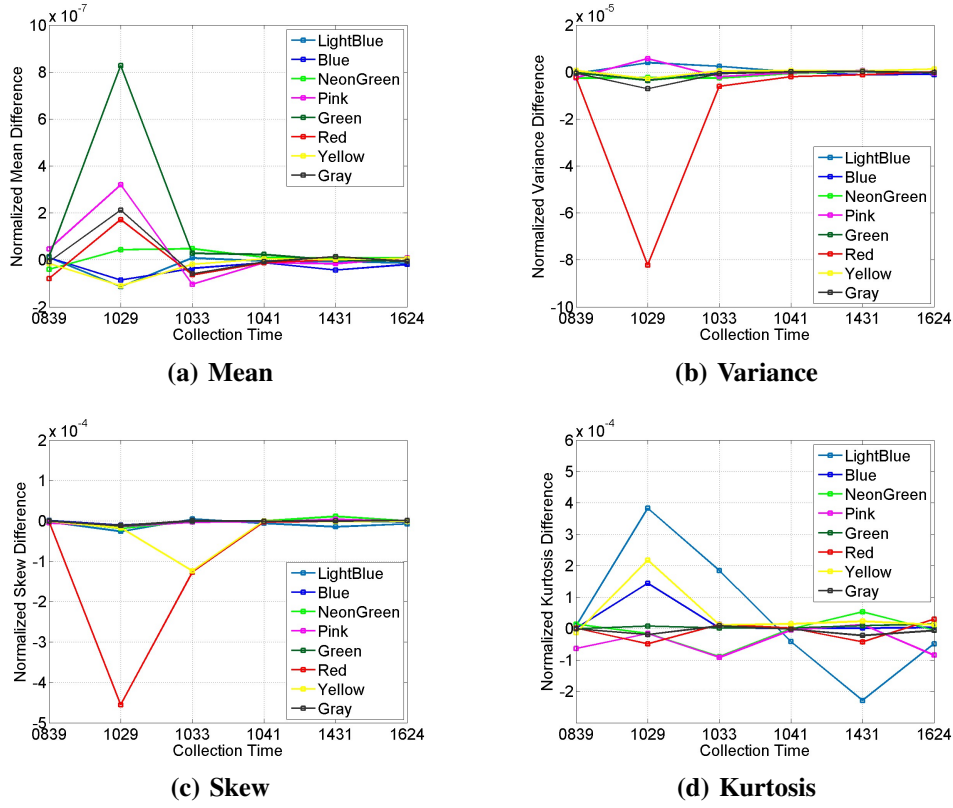 x 10^-7
10
8
6
4
2
0
-2
Normalized Mean Difference
LightBlue
Blue
NeonGreen
Pink
Green
Red
Yellow
Gray
0839 1029 1033 1041 1431 1624
Collection Time
(a) Mean
x 10^-5
2
0
-2
-4
-6
-8
-10
Normalized Variance Difference
LightBlue
Blue
NeonGreen
Pink
Green
Red
Yellow
Gray
0839 1029 1033 1041 1431 1624
Collection Time
(b) Variance
x 10^-4
2
1
0
-1
-2
-3
-4
-5
Normalized Skew Difference
LightBlue
Blue
NeonGreen
Pink
Green
Red
Yellow
Gray
0839 1029 1033 1041 1431 1624
Collection Time
(c) Skew
x 10^-4
6
5
4
3
2
1
0
-1
-2
Normalized Kurtosis Difference
LightBlue
Blue
NeonGreen
Pink
Green
Red
Yellow
Gray
0839 1029 1033 1041 1431 1624
Collection Time
(d) Kurtosis